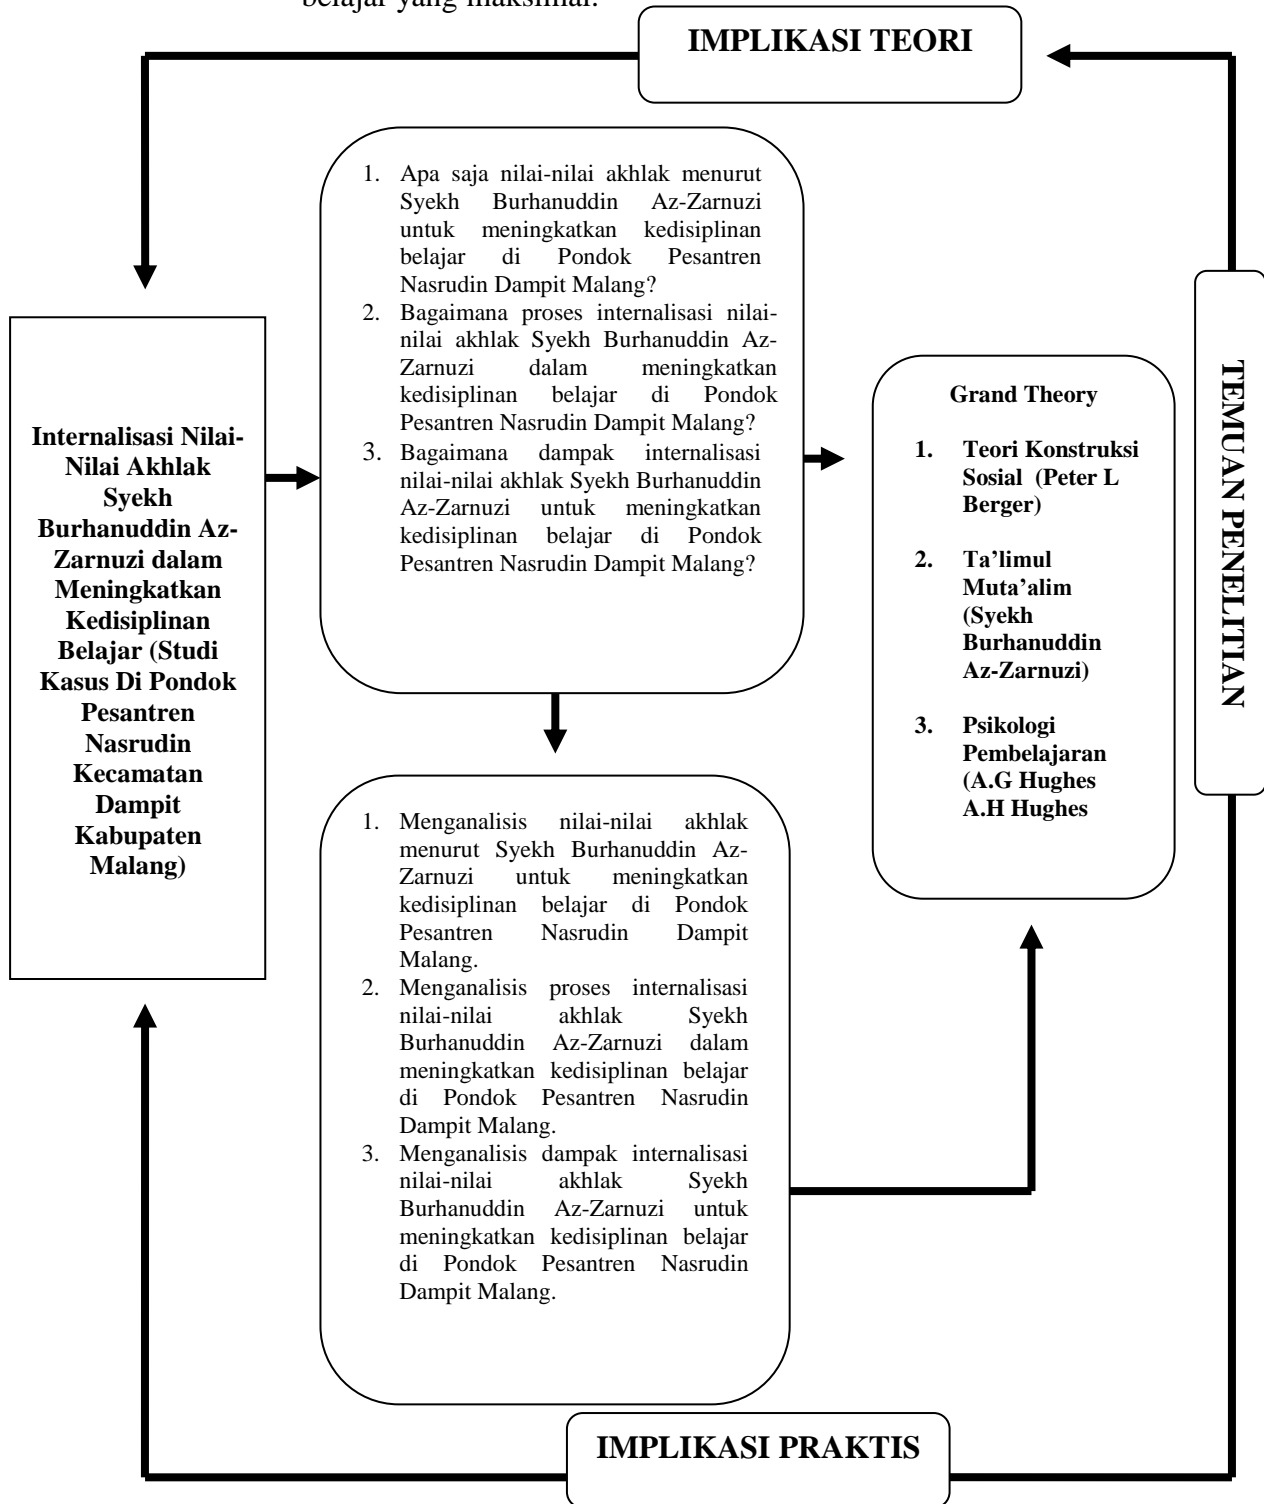 belajar yang maksimal.
IMPLIKASI TEORI
1. Apa saja nilai-nilai akhlak menurut
Syekh Burhanuddin Az-Zarnuzi
untuk meningkatkan kedisiplinan
belajar di Pondok Pesantren
Nasrudin Dampit Malang?
2. Bagaimana proses internalisasi nilai-
nilai akhlak Syekh Burhanuddin Az-
Zarnuzi dalam meningkatkan
kedisiplinan belajar di Pondok
Pesantren Nasrudin Dampit Malang?
3. Bagaimana dampak internalisasi
nilai-nilai akhlak Syekh Burhanuddin
Az-Zarnuzi untuk meningkatkan
kedisiplinan belajar di Pondok
Pesantren Nasrudin Dampit Malang?
Internalisasi Nilai-
Nilai Akhlak
Syekh
Burhanuddin Az-
Zarnuzi dalam
Meningkatkan
Kedisiplinan
Belajar (Studi
Kasus Di Pondok
Pesantren
Nasrudin
Kecamatan
Dampit
Kabupaten
Malang)
Grand Theory
1. Teori Konstruksi
Sosial (Peter L
Berger)
2. Ta’limul
Muta’alim
(Syekh
Burhanuddin
Az-Zarnuzi)
3. Psikologi
Pembelajaran
(A.G Hughes
A.H Hughes
TEMUAN PENELITIAN
1. Menganalisis nilai-nilai akhlak
menurut Syekh Burhanuddin Az-
Zarnuzi untuk meningkatkan
kedisiplinan belajar di Pondok
Pesantren Nasrudin Dampit
Malang.
2. Menganalisis proses internalisasi
nilai-nilai akhlak Syekh
Burhanuddin Az-Zarnuzi dalam
meningkatkan kedisiplinan belajar
di Pondok Pesantren Nasrudin
Dampit Malang.
3. Menganalisis dampak internalisasi
nilai-nilai akhlak Syekh
Burhanuddin Az-Zarnuzi untuk
meningkatkan kedisiplinan belajar
di Pondok Pesantren Nasrudin
Dampit Malang.
IMPLIKASI PRAKTIS